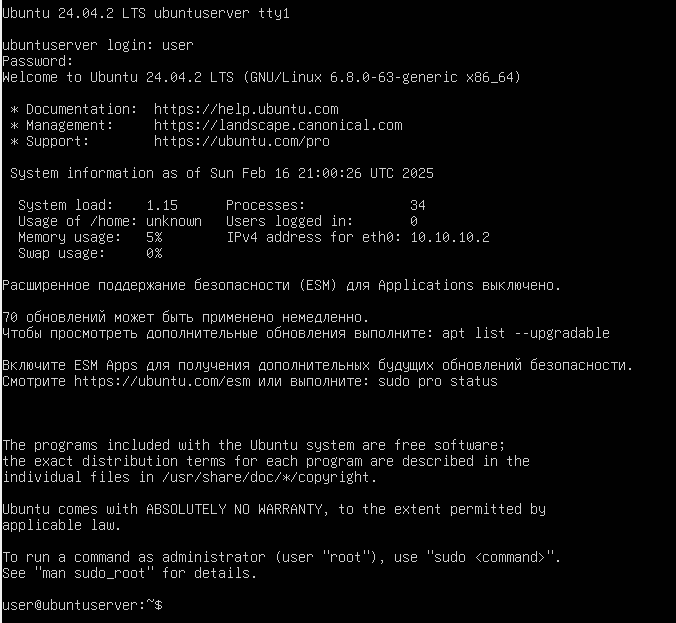 Ubuntu 24.04.2 LTS ubuntuserver tty1
ubuntuserver login: user
Password:
Welcome to Ubuntu 24.04.2 LTS (GNU/Linux 6.8.0-63-generic x86_64)
* Documentation: https://help.ubuntu.com
* Management: https://landscape.canonical.com
* Support: https://ubuntu.com/pro
System information as of Sun Feb 16 21:00:26 UTC 2025
System load: 1.15 Processes: 34
Usage of /home: unknown Users logged in: 0
Memory usage: 5% IPv4 address for eth0: 10.10.10.2
Swap usage: 0%
Расширенное поддержание безопасности (ESM) для Applications выключено.
70 обновлений может быть применено немедленно.
Чтобы просмотреть дополнительные обновления выполните: apt list --upgradable
Включите ESM Apps для получения дополнительных будущих обновлений безопасности.
Смотрите https://ubuntu.com/esm или выполните: sudo pro status
The programs included with the Ubuntu system are free software;
the exact distribution terms for each program are described in the
individual files in /usr/share/doc/*/copyright.
Ubuntu comes with ABSOLUTELY NO WARRANTY, to the extent permitted by
applicable law.
To run a command as administrator (user "root"), use "sudo <command>".
See "man sudo_root" for details.
user@ubuntuserver:~$